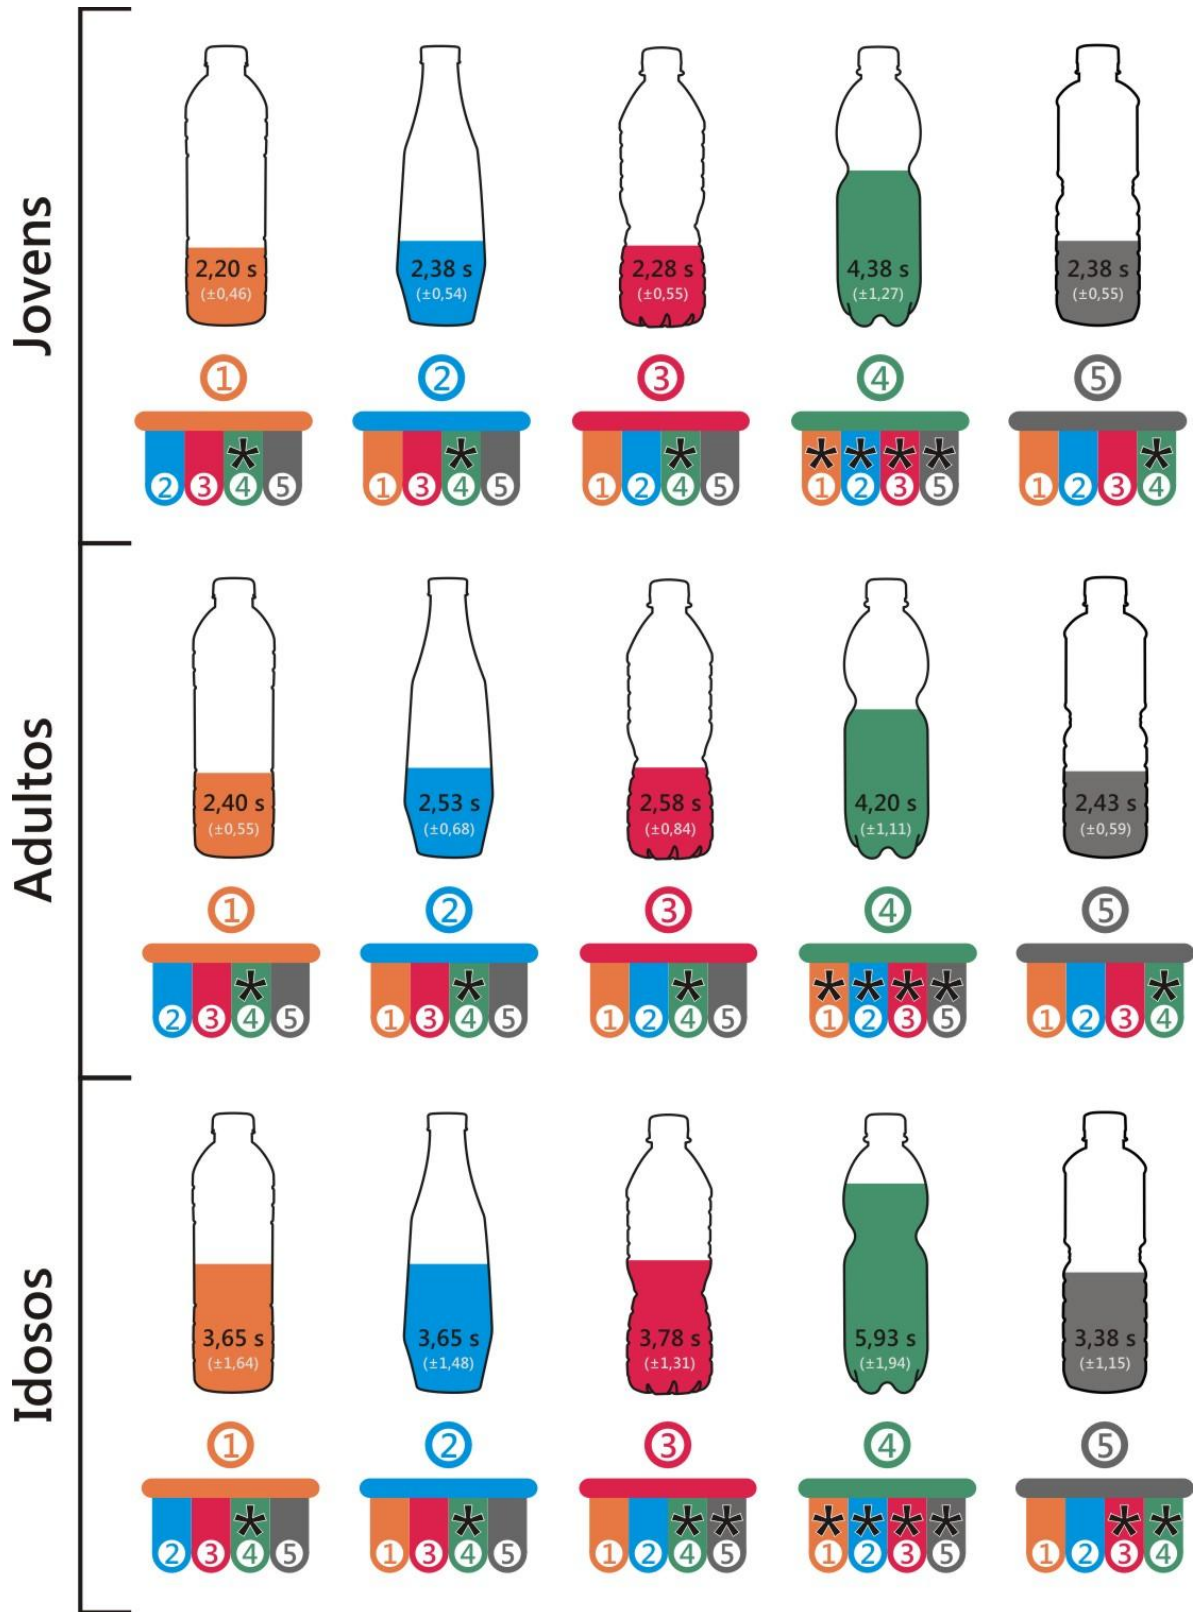 Jovens
2,20 s 2,38 s 2,28 s 4,38 s 2,38 s
(±0,46) (±0,54) (±0,55) (±1,27) (±0,55)
1 2 3 4 5
* * * * * * * *
2 3 4 5 1 3 4 5 1 2 4 5 1 2 3 5 1 2 3 4
Adultos
2,40 s 2,53 s 2,58 s 4,20 s 2,43 s
(±0,55) (±0,68) (±0,84) (±1,11) (±0,59)
1 2 3 4 5
* * * * * * * *
2 3 4 5 1 3 4 5 1 2 4 5 1 2 3 5 1 2 3 4
Idosos
3,65 s 3,65 s 3,78 s 5,93 s 3,38 s
(±1,64) (±1,48) (±1,31) (±1,94) (±1,15)
1 2 3 4 5
* * * * * * * * * *
2 3 4 5 1 3 4 5 1 2 4 5 1 2 3 5 1 2 3 4